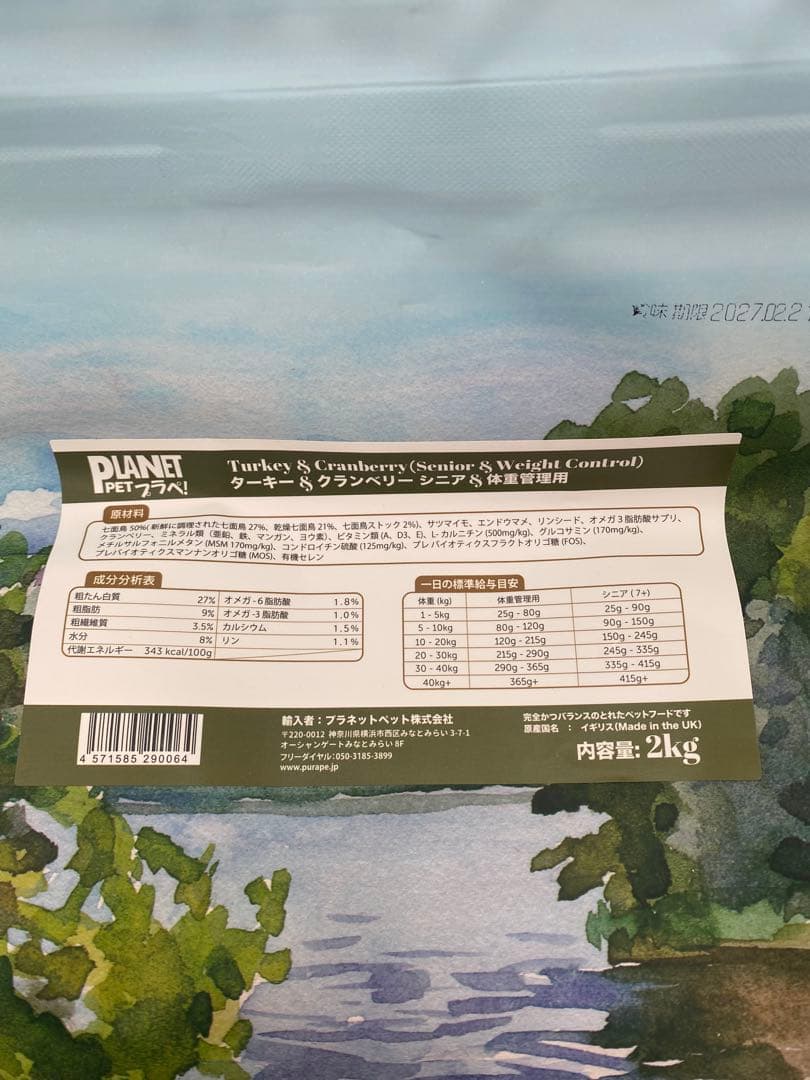 賞味期限 2027.02.2
PLANET
PET プラペ!
Turkey & Cranberry (Senior & Weight Control)
ターキー & クランベリー シニア & 体重管理用
原材料
七面鳥 50%( 新鮮に調理された七面鳥 27%、乾燥七面鳥 21%、七面鳥ストック 2%)、サツマイモ、エンドウマメ、リンシード、オメガ 3 脂肪酸サプリ、
クランベリー、ミネラル類 (亜鉛、鉄、マンガン、ヨウ素)、ビタミン類 (A、D3、E)、L- カルニチン (500mg/kg)、グルコサミン (170mg/kg)、
メチルサルフォニルメタン (MSM 170mg/kg)、コンドロイチン硫酸 (125mg/kg)、プレバイオティクスフラクトオリゴ糖 (FOS)、
プレバイオティクスマンナンオリゴ糖 (MOS)、有機セレン
成分分析表
粗たん白質 27% オメガ -6 脂肪酸 1.8%
粗脂肪 9% オメガ -3 脂肪酸 1.0%
粗繊維質 3.5% カルシウム 1.5%
水分 8% リン 1.1%
代謝エネルギー 343 kcal/100g
一日の標準給与目安
体重 (kg) 体重管理用 シニア ( 7+)
1 - 5kg 25g - 80g 25g - 90g
5 - 10kg 80g - 120g 90g - 150g
10 - 20kg 120g - 215g 150g - 245g
20 - 30kg 215g - 290g 245g - 335g
30 - 40kg 290g - 365g 335g - 415g
40kg+ 365g+ 415g+
4 571585 290064
輸入者 : プラネットペット株式会社
〒220-0012 神奈川県横浜市西区みなとみらい 3-7-1
オーシャンゲートみなとみらい 8F
フリーダイヤル : 050-3185-3899
www.purape.jp
完全かつバランスのとれたペットフードです
原産国名 : イギリス(Made in the UK)
内容量: 2kg